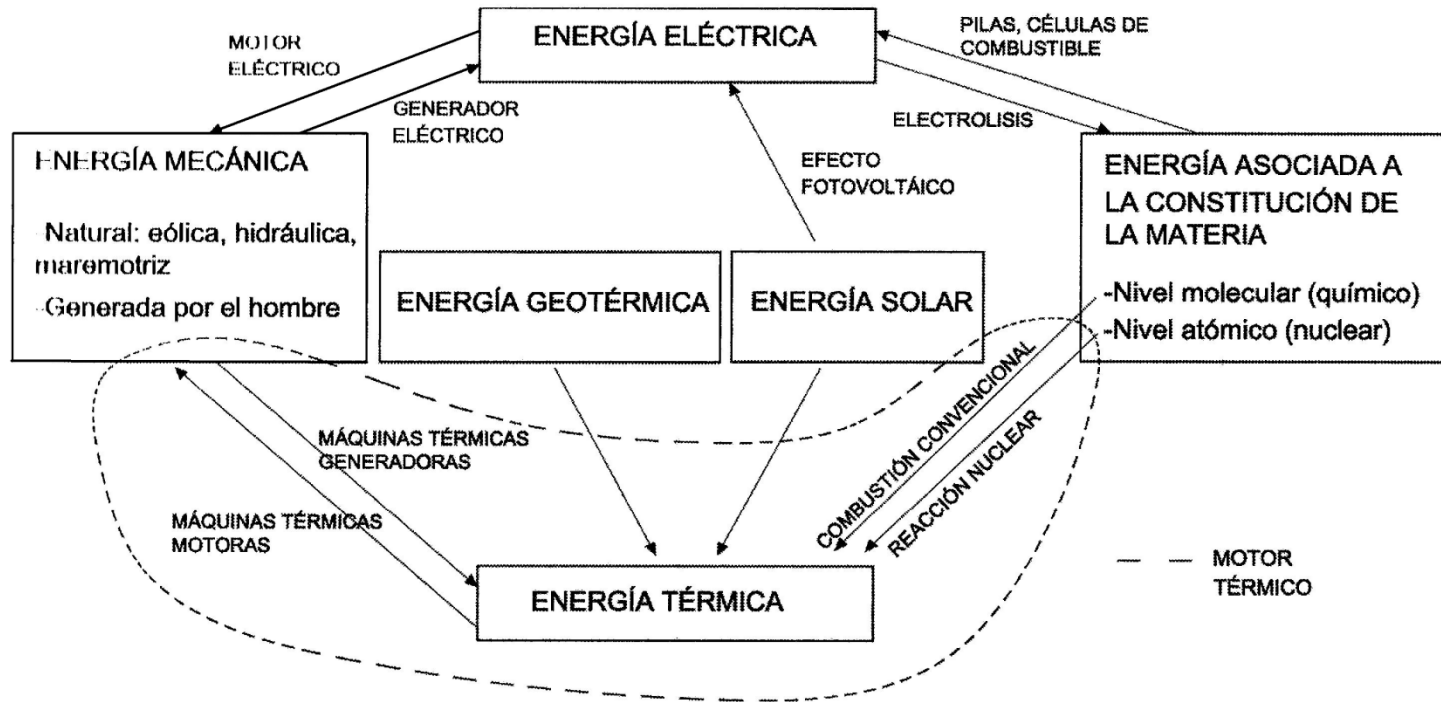 MOTOR
ELÉCTRICO
ENERGÍA ELÉCTRICA
PILAS, CÉLULAS DE
COMBUSTIBLE
GENERADOR
ELÉCTRICO
ELECTROLISIS
ENERGÍA MECÁNICA
-Natural: eólica, hidráulica,
maremotriz
-Generada por el hombre
EFECTO
FOTOVOLTÁICO
ENERGÍA GEOTÉRMICA
ENERGÍA SOLAR
ENERGÍA ASOCIADA A
LA CONSTITUCIÓN DE
LA MATERIA
-Nivel molecular (químico)
-Nivel atómico (nuclear)
MÁQUINAS TÉRMICAS
GENERADORAS
MÁQUINAS TÉRMICAS
MOTORAS
COMBUSTIÓN CONVENCIONAL
REACCIÓN NUCLEAR
ENERGÍA TÉRMICA
MOTOR
TÉRMICO